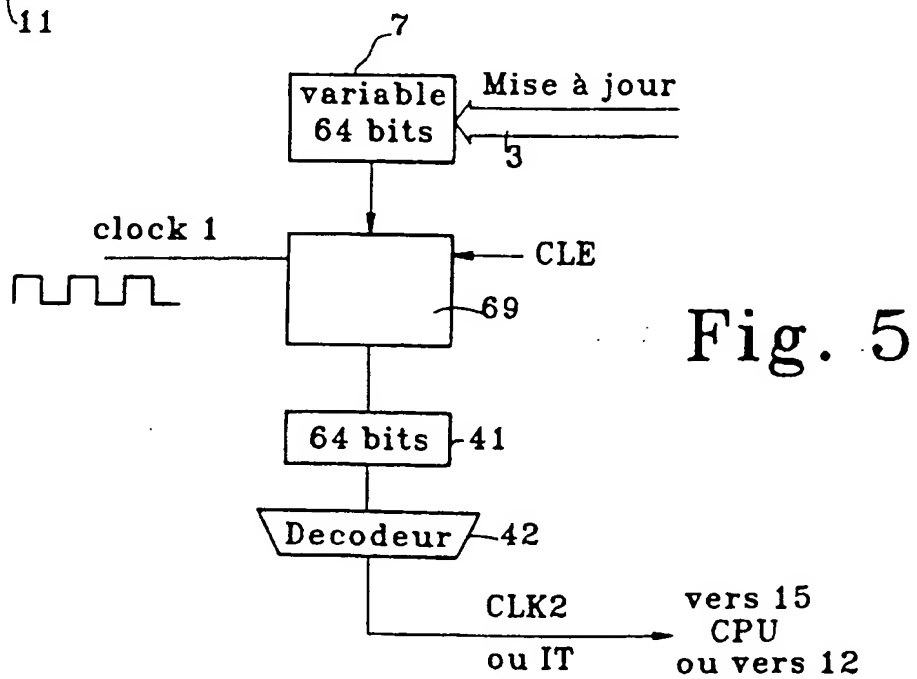 11
7
variable
64 bits
Mise à jour
3
clock 1
CLE
69
Fig. 5
64 bits
41
Decodeur
42
CLK2
ou IT
vers 15
CPU
ou vers 12